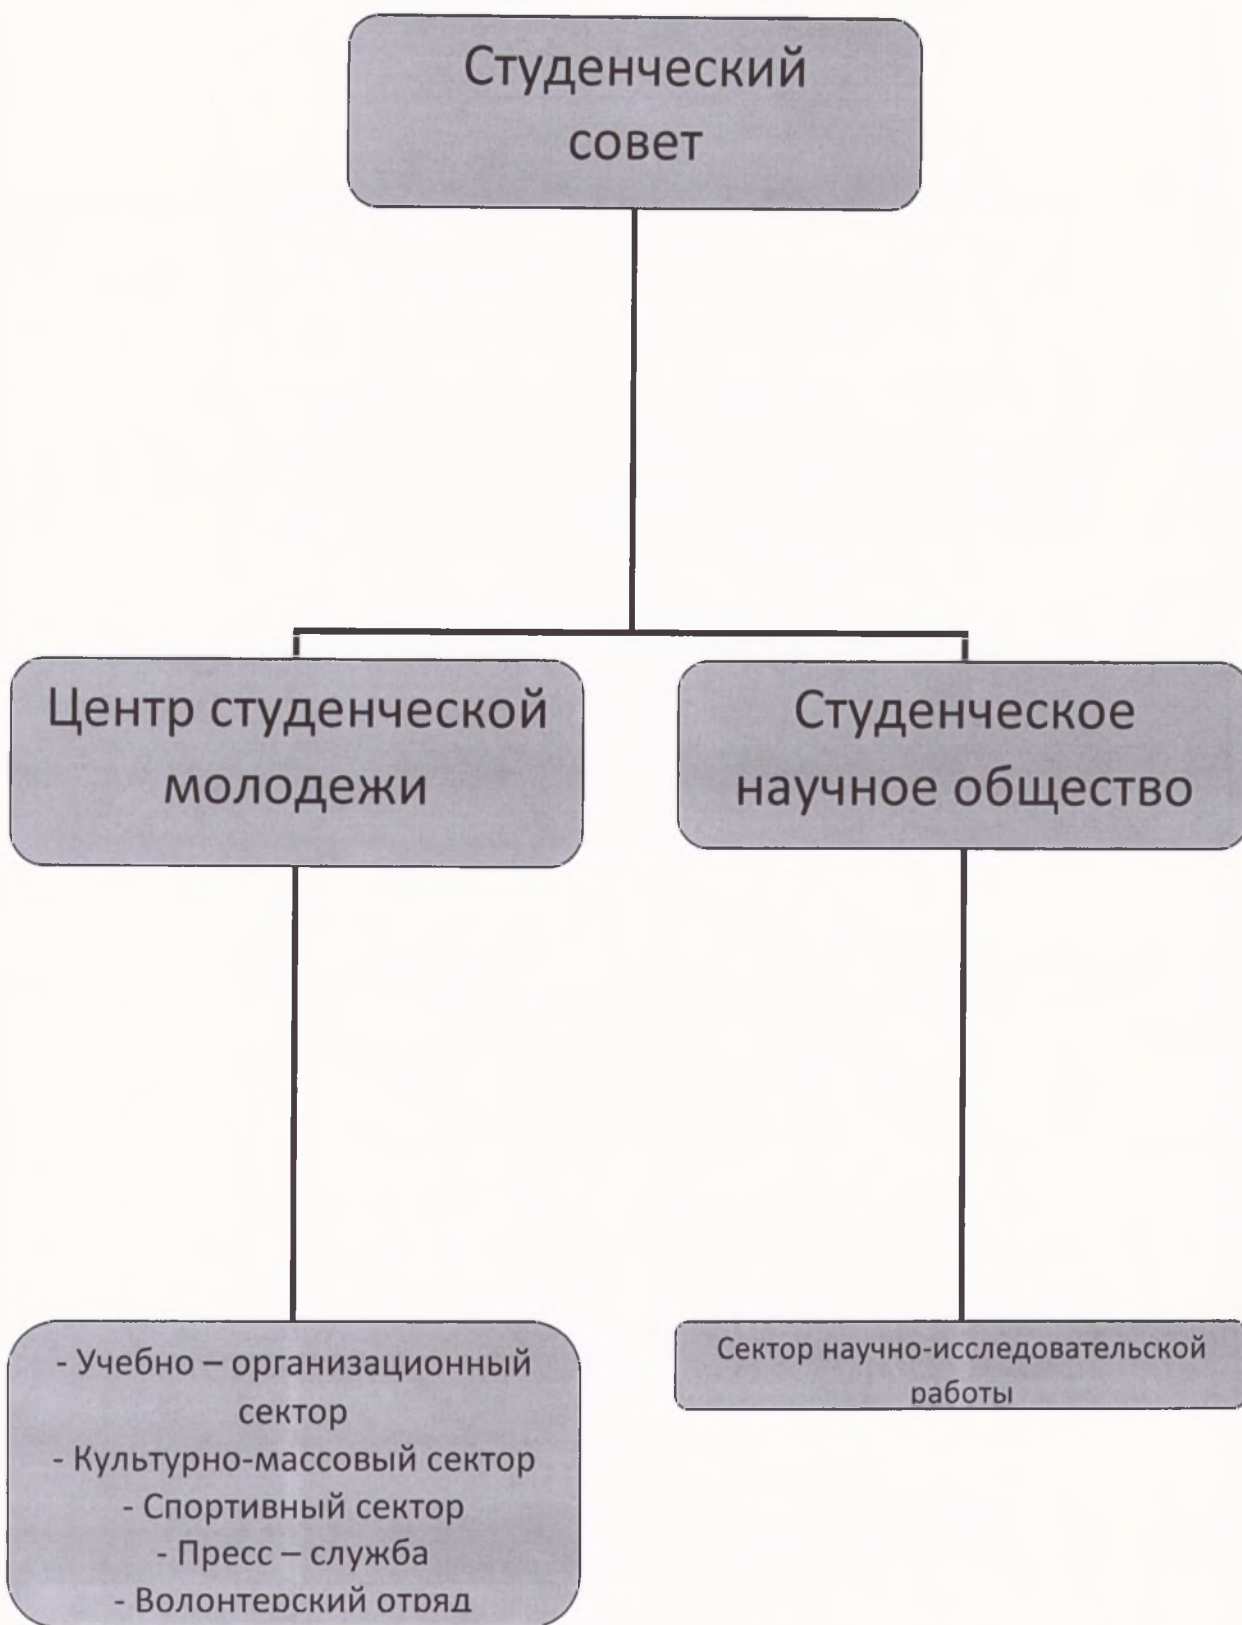 Студенческий
совет
Центр студенческой
молодежи
Студенческое
научное общество
- Учебно – организационный
сектор
- Культурно-массовый сектор
- Спортивный сектор
- Пресс – служба
- Волонтерский отряд
Сектор научно-исследовательской
работы